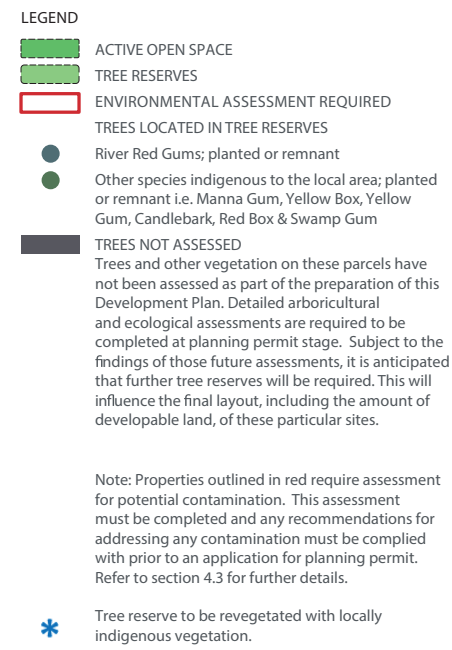 LEGEND
ACTIVE OPEN SPACE
TREE RESERVES
ENVIRONMENTAL ASSESSMENT REQUIRED
TREES LOCATED IN TREE RESERVES
River Red Gums; planted or remnant
Other species indigenous to the local area; planted
or remnant i.e. Manna Gum, Yellow Box, Yellow
Gum, Candlebark, Red Box & Swamp Gum
TREES NOT ASSESSED
Trees and other vegetation on these parcels have
not been assessed as part of the preparation of this
Development Plan. Detailed arboricultural
and ecological assessments are required to be
completed at planning permit stage. Subject to the
findings of those future assessments, it is anticipated
that further tree reserves will be required. This will
influence the final layout, including the amount of
developable land, of these particular sites.
Note: Properties outlined in red require assessment
for potential contamination. This assessment
must be completed and any recommendations for
addressing any contamination must be complied
with prior to an application for planning permit.
Refer to section 4.3 for further details.
Tree reserve to be revegetated with locally
indigenous vegetation.